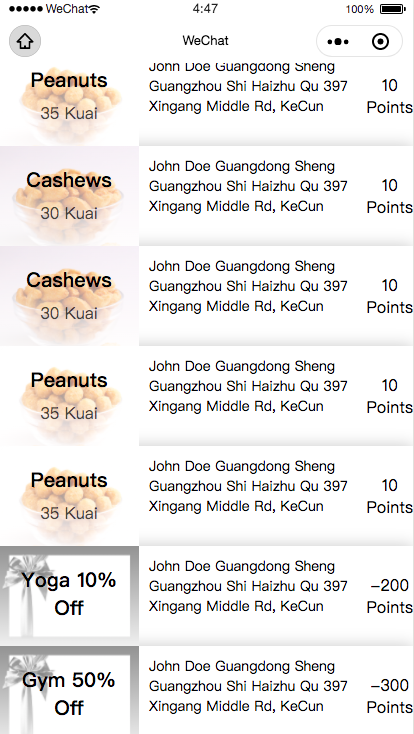 WeChat 4:47 100%
WeChat
Peanuts
35 Kuai
John Doe Guangdong Sheng
Guangzhou Shi Haizhu Qu 397
Xingang Middle Rd, KeCun
10
Points
Cashews
30 Kuai
John Doe Guangdong Sheng
Guangzhou Shi Haizhu Qu 397
Xingang Middle Rd, KeCun
10
Points
Cashews
30 Kuai
John Doe Guangdong Sheng
Guangzhou Shi Haizhu Qu 397
Xingang Middle Rd, KeCun
10
Points
Peanuts
35 Kuai
John Doe Guangdong Sheng
Guangzhou Shi Haizhu Qu 397
Xingang Middle Rd, KeCun
10
Points
Peanuts
35 Kuai
John Doe Guangdong Sheng
Guangzhou Shi Haizhu Qu 397
Xingang Middle Rd, KeCun
10
Points
Yoga 10%
Off
John Doe Guangdong Sheng
Guangzhou Shi Haizhu Qu 397
Xingang Middle Rd, KeCun
-200
Points
Gym 50%
Off
John Doe Guangdong Sheng
Guangzhou Shi Haizhu Qu 397
Xingang Middle Rd, KeCun
-300
Points